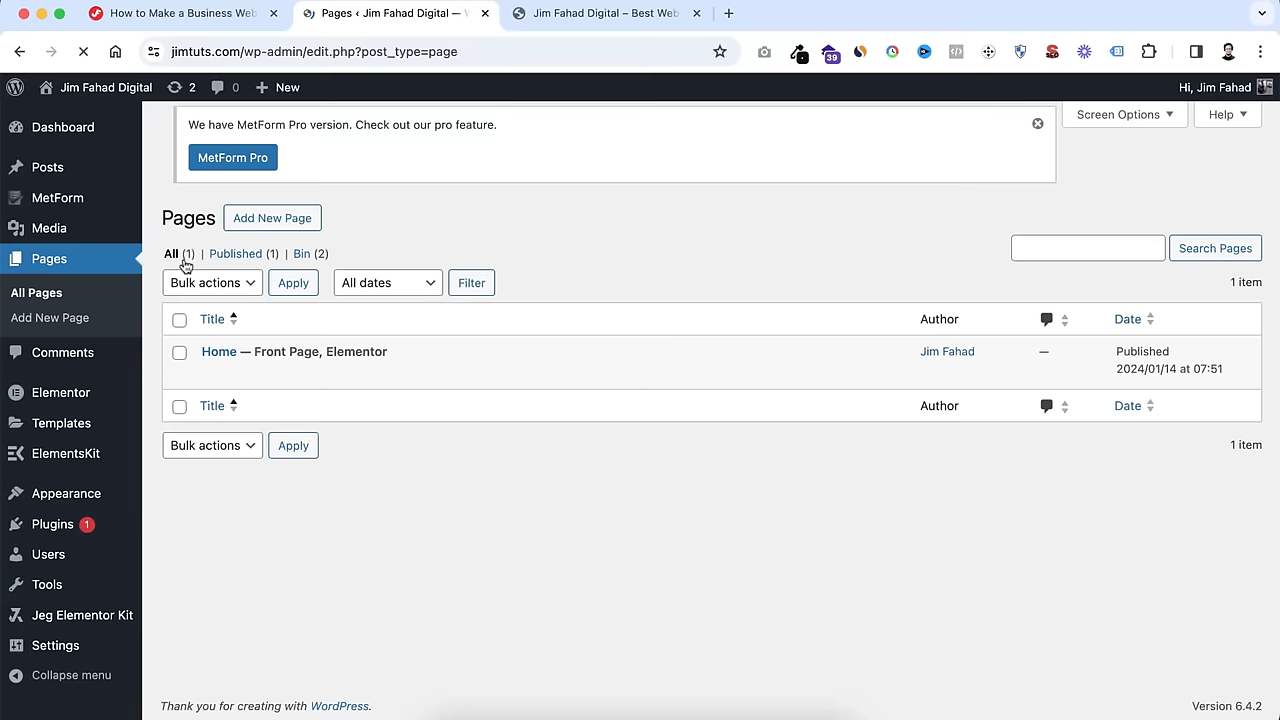 How to Make a Business Web
Pages ‹ Jim Fahad Digital —
Jim Fahad Digital – Best Web
jimtuts.com/wp-admin/edit.php?post_type=page
39
Jim Fahad Digital 2 0 New
Hi, Jim Fahad
Dashboard
Posts
MetForm
Media
Pages
All Pages
Add New Page
Comments
Elementor
Templates
ElementsKit
Appearance
Plugins 1
Users
Tools
Jeg Elementor Kit
Settings
Collapse menu
We have MetForm Pro version. Check out our pro feature.
MetForm Pro
Screen Options
Help
Pages
Add New Page
All (1) | Published (1) | Bin (2)
Search Pages
Bulk actions Apply All dates Filter
1 item
Title Author Date
Home — Front Page, Elementor Jim Fahad — Published
2024/01/14 at 07:51
Title Author Date
Bulk actions Apply
1 item
Thank you for creating with WordPress.
Version 6.4.2